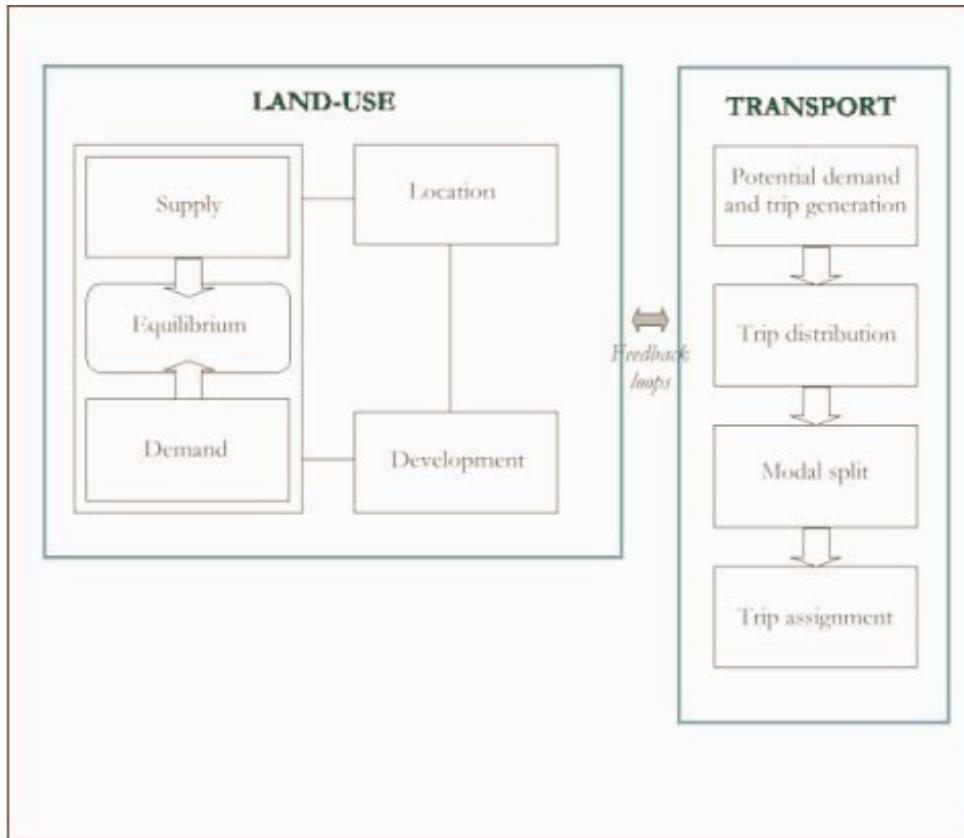 LAND-USE
Supply
Equilibrium
Demand
Location
Development
Feedback
loops
TRANSPORT
Potential demand
and trip generation
Trip distribution
Modal split
Trip assignment